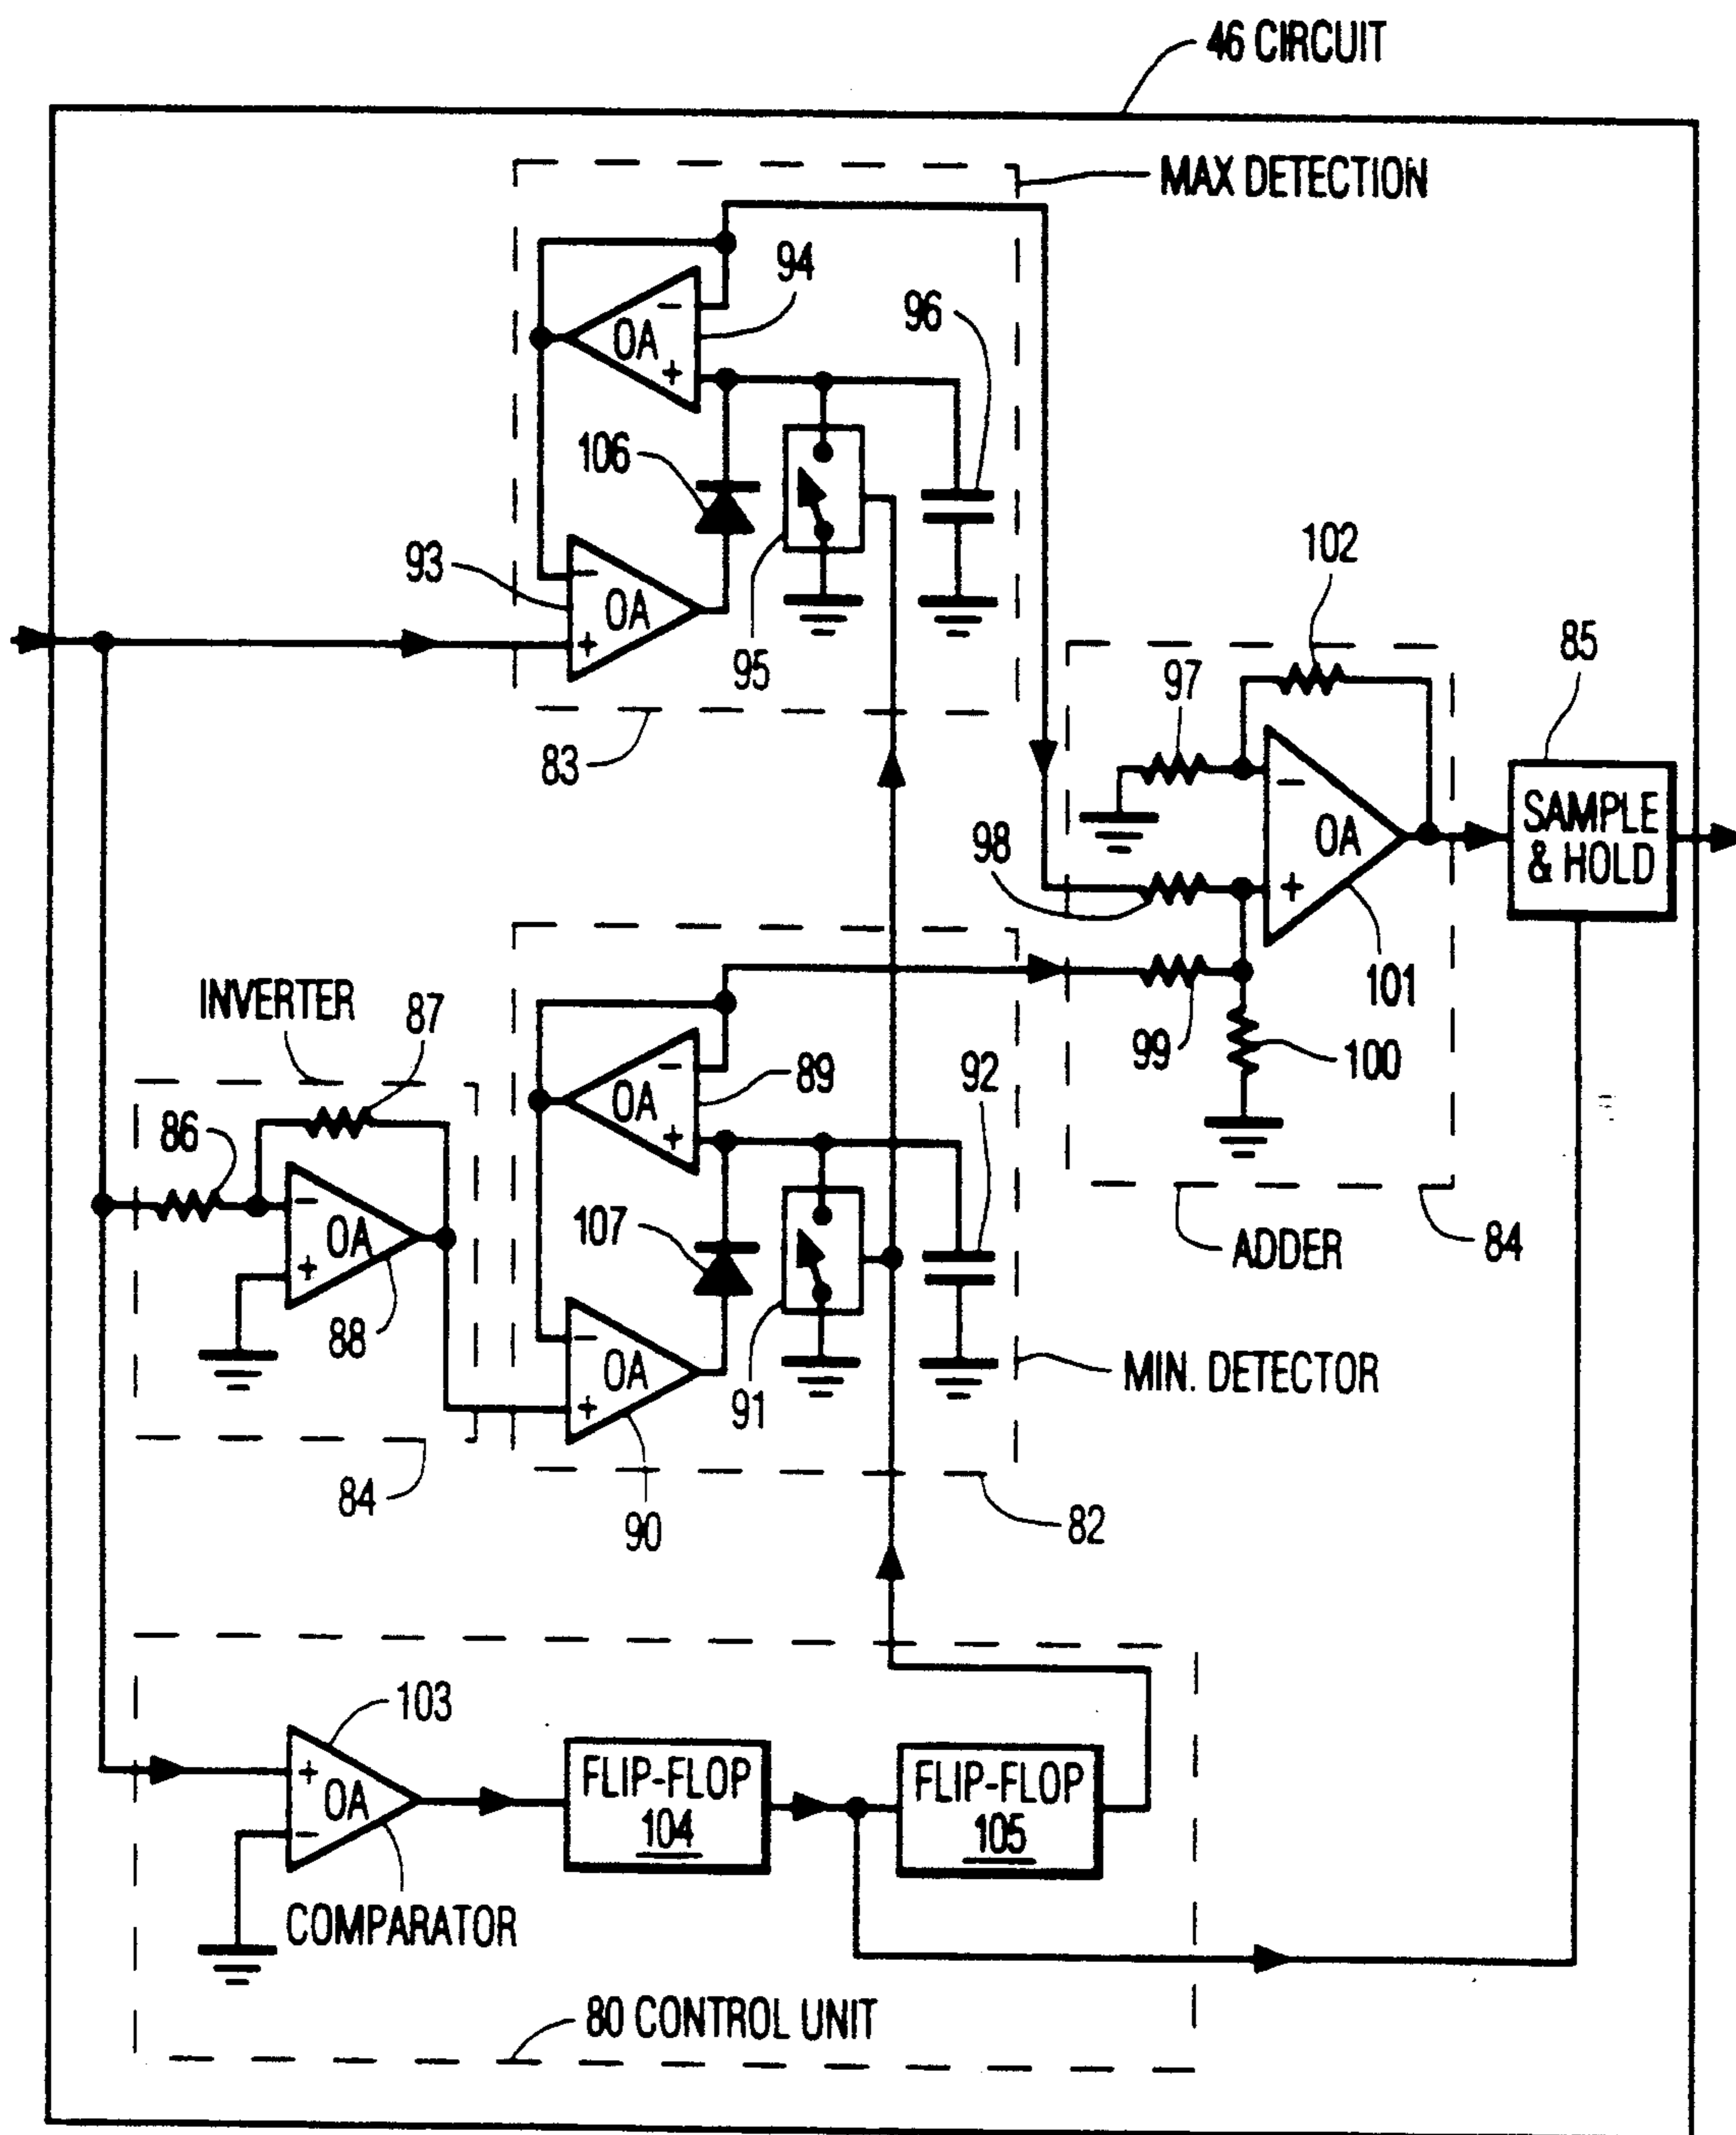 46 CIRCUIT
MAX DETECTION
94
−
OA
+
96
106
93
−
OA
+
95
83
102
97
85
−
OA
+
SAMPLE
& HOLD
98
101
99
100
ADDER
84
INVERTER
87
86
−
OA
+
88
84
−
OA
+
89
92
107
−
OA
+
91
90
MIN. DETECTOR
82
103
+
OA
−
COMPARATOR
FLIP-FLOP
104
FLIP-FLOP
105
80 CONTROL UNIT